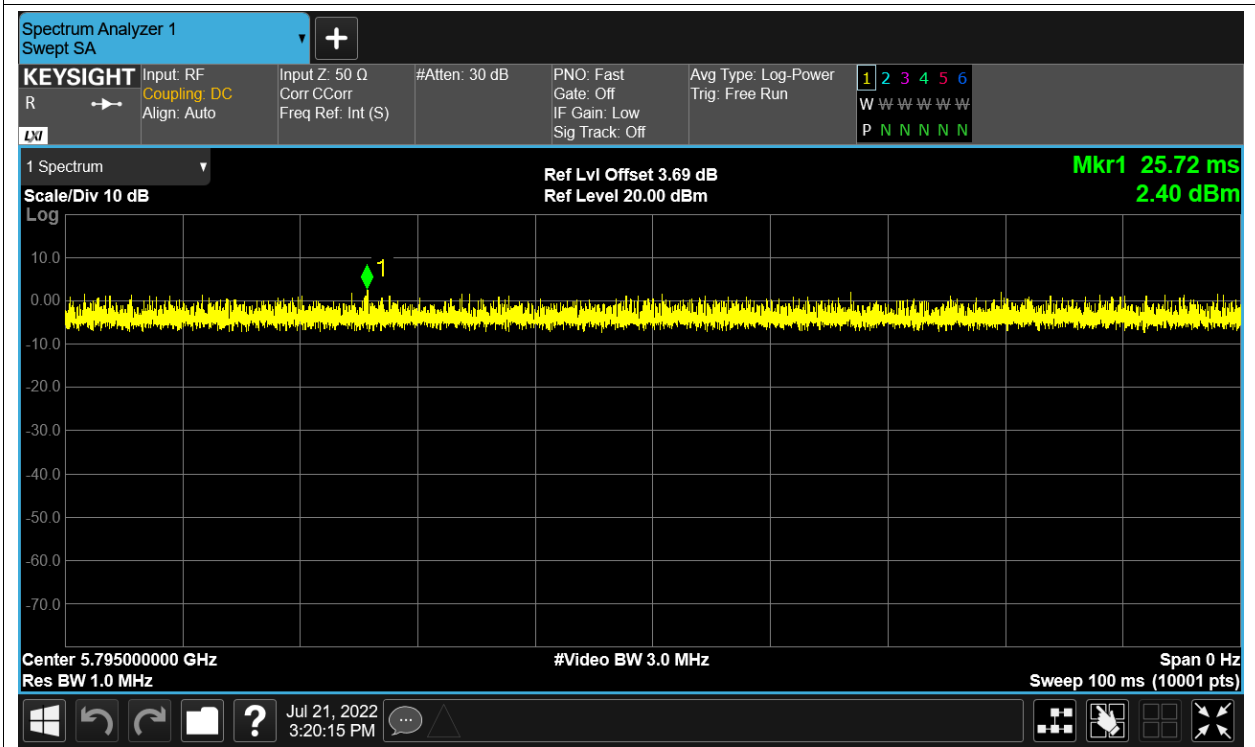 Spectrum Analyzer 1
Swept SA
KEYSIGHT
R
LXI
Input: RF
Coupling: DC
Align: Auto
Input Z: 50 Ω
Corr CCorr
Freq Ref: Int (S)
#Atten: 30 dB
PNO: Fast
Gate: Off
IF Gain: Low
Sig Track: Off
Avg Type: Log-Power
Trig: Free Run
1 2 3 4 5 6
W W W W W W
P N N N N N
1 Spectrum
Scale/Div 10 dB
Log
Ref Lvl Offset 3.69 dB
Ref Level 20.00 dBm
Mkr1 25.72 ms
2.40 dBm
1
10.0
0.00
-10.0
-20.0
-30.0
-40.0
-50.0
-60.0
-70.0
Center 5.795000000 GHz
Res BW 1.0 MHz
#Video BW 3.0 MHz
Span 0 Hz
Sweep 100 ms (10001 pts)
?
Jul 21, 2022
3:20:15 PM